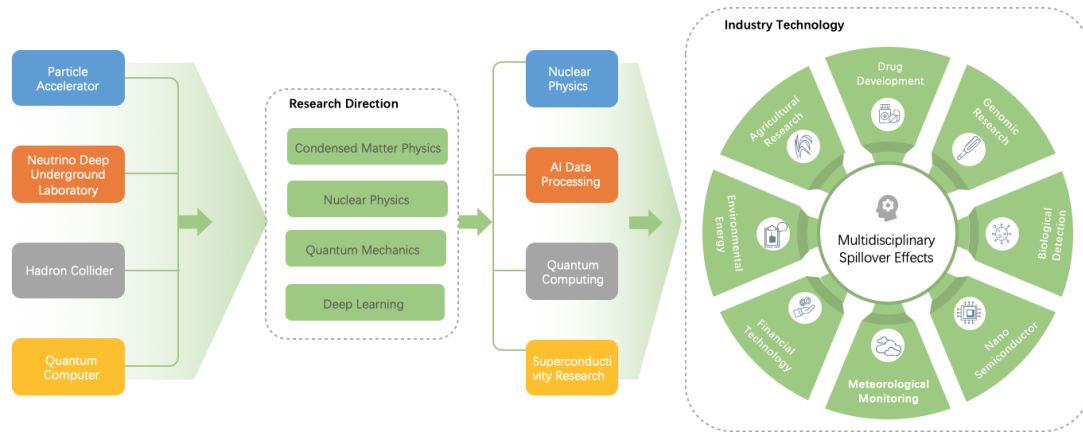 Particle
Accelerator
Neutrino Deep
Underground
Laboratory
Hadron Collider
Quantum
Computer
Research Direction
Condensed Matter Physics
Nuclear Physics
Quantum Mechanics
Deep Learning
Nuclear
Physics
AI Data
Processing
Quantum
Computing
Superconducti
vity Research
Industry Technology
Drug
Development
Genomic
Research
Biological
Detection
Nano
Semiconductor
Meteorological
Monitoring
Financial
Technology
Environmental
Energy
Agricultural
Research
Multidisciplinary
Spillover Effects